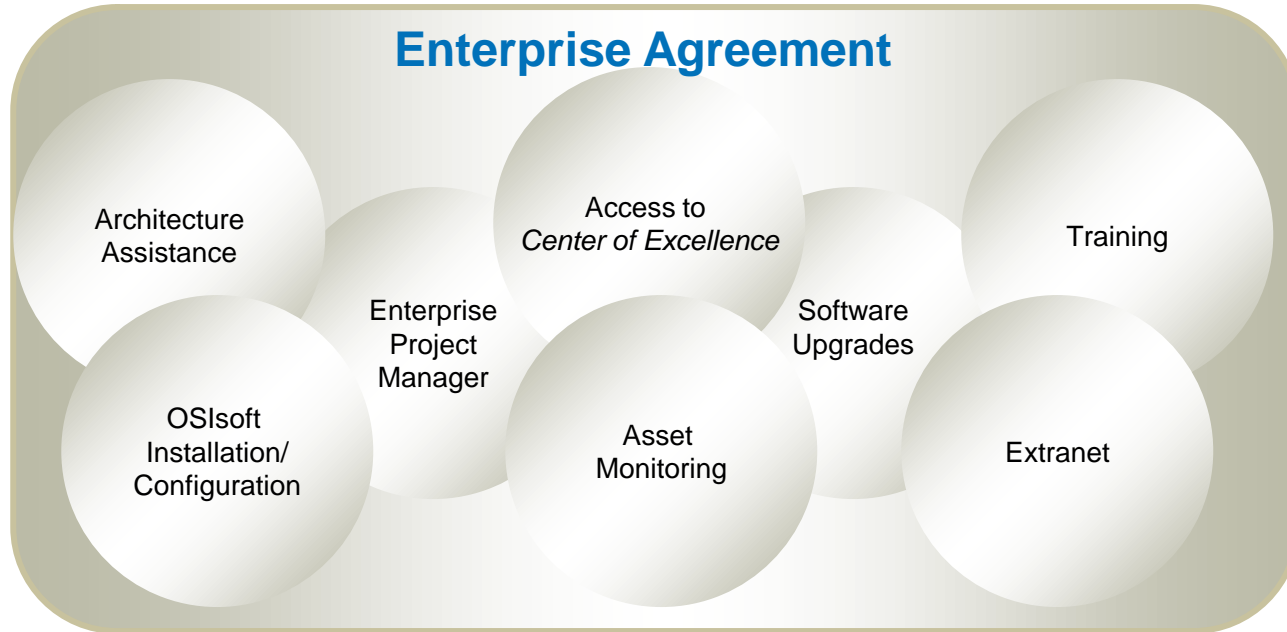 Enterprise Agreement
Architecture
Assistance
OSIsoft
Installation/
Configuration
Enterprise
Project
Manager
Access to
Center of Excellence
Asset
Monitoring
Software
Upgrades
Training
Extranet